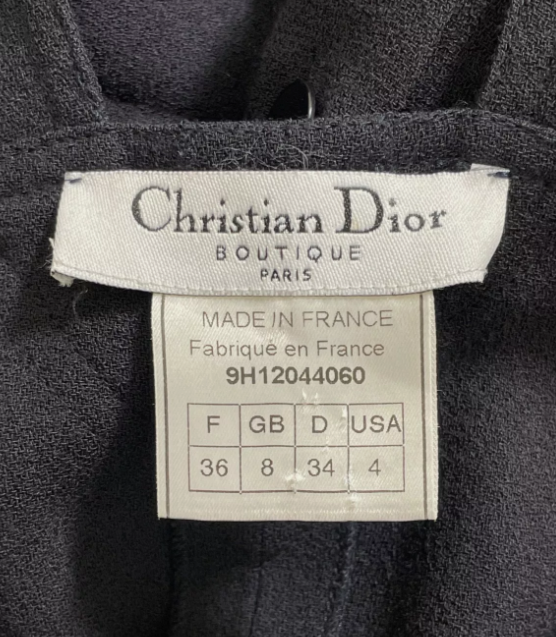 Christian Dior
BOUTIQUE
PARIS
MADE IN FRANCE
Fabriqué en France
9H12044060
F GB D USA
36 8 34 4